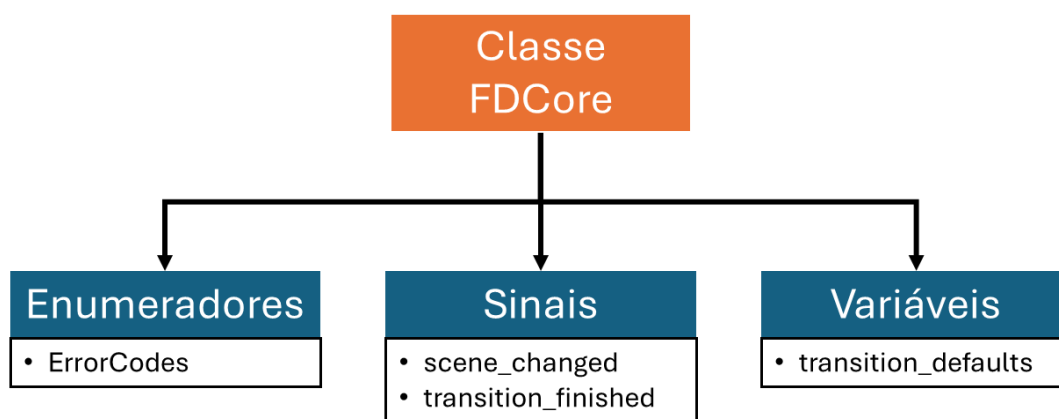 Classe
FDCore
Enumeradores
• ErrorCodes
Sinais
• scene_changed
• transition_finished
Variáveis
• transition_defaults